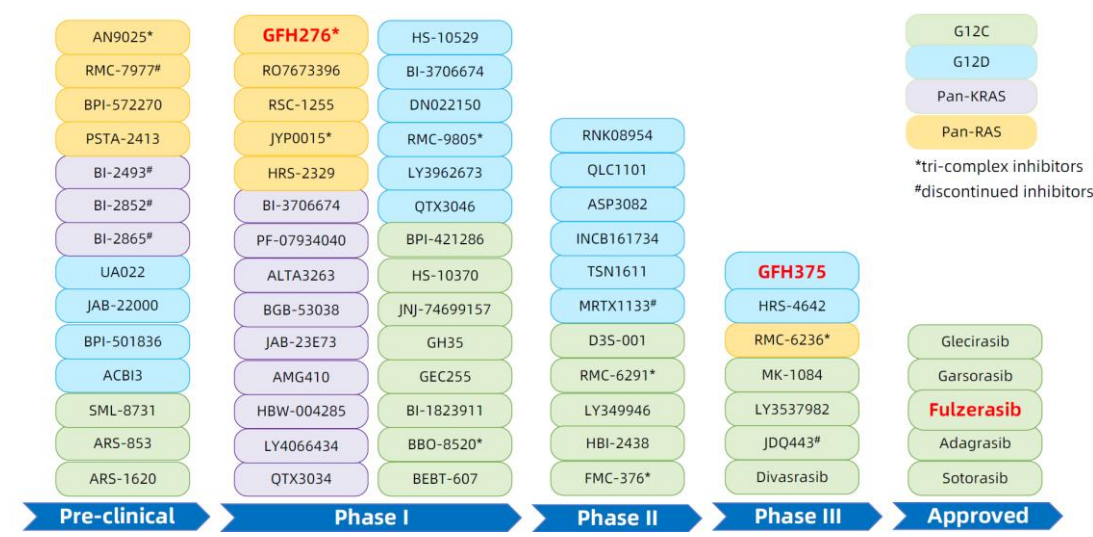 AN9025*
RMC-7977#
BPI-572270
PSTA-2413
BI-2493#
BI-2852#
BI-2865#
UA022
JAB-22000
BPI-501836
ACBI3
SML-8731
ARS-853
ARS-1620
Pre-clinical
GFH276*
RO7673396
RSC-1255
JYP0015*
HRS-2329
BI-3706674
PF-07934040
ALTA3263
BGB-53038
JAB-23E73
AMG410
HBW-004285
LY4066434
QTX3034
HS-10529
BI-3706674
DN022150
RMC-9805*
LY3962673
QTX3046
BPI-421286
HS-10370
JNJ-74699157
GH35
GEC255
BI-1823911
BBO-8520*
BEBT-607
Phase I
RNK08954
QLC1101
ASP3082
INCB161734
TSN1611
MRTX1133#
D3S-001
RMC-6291*
LY349946
HBI-2438
FMC-376*
Phase II
GFH375
HRS-4642
RMC-6236*
MK-1084
LY3537982
JDQ443#
Divasrasib
Phase III
Glecirasib
Garsorasib
Fulzerasib
Adagrasib
Sotorasib
Approved
G12C
G12D
Pan-KRAS
Pan-RAS
*tri-complex inhibitors
#discontinued inhibitors